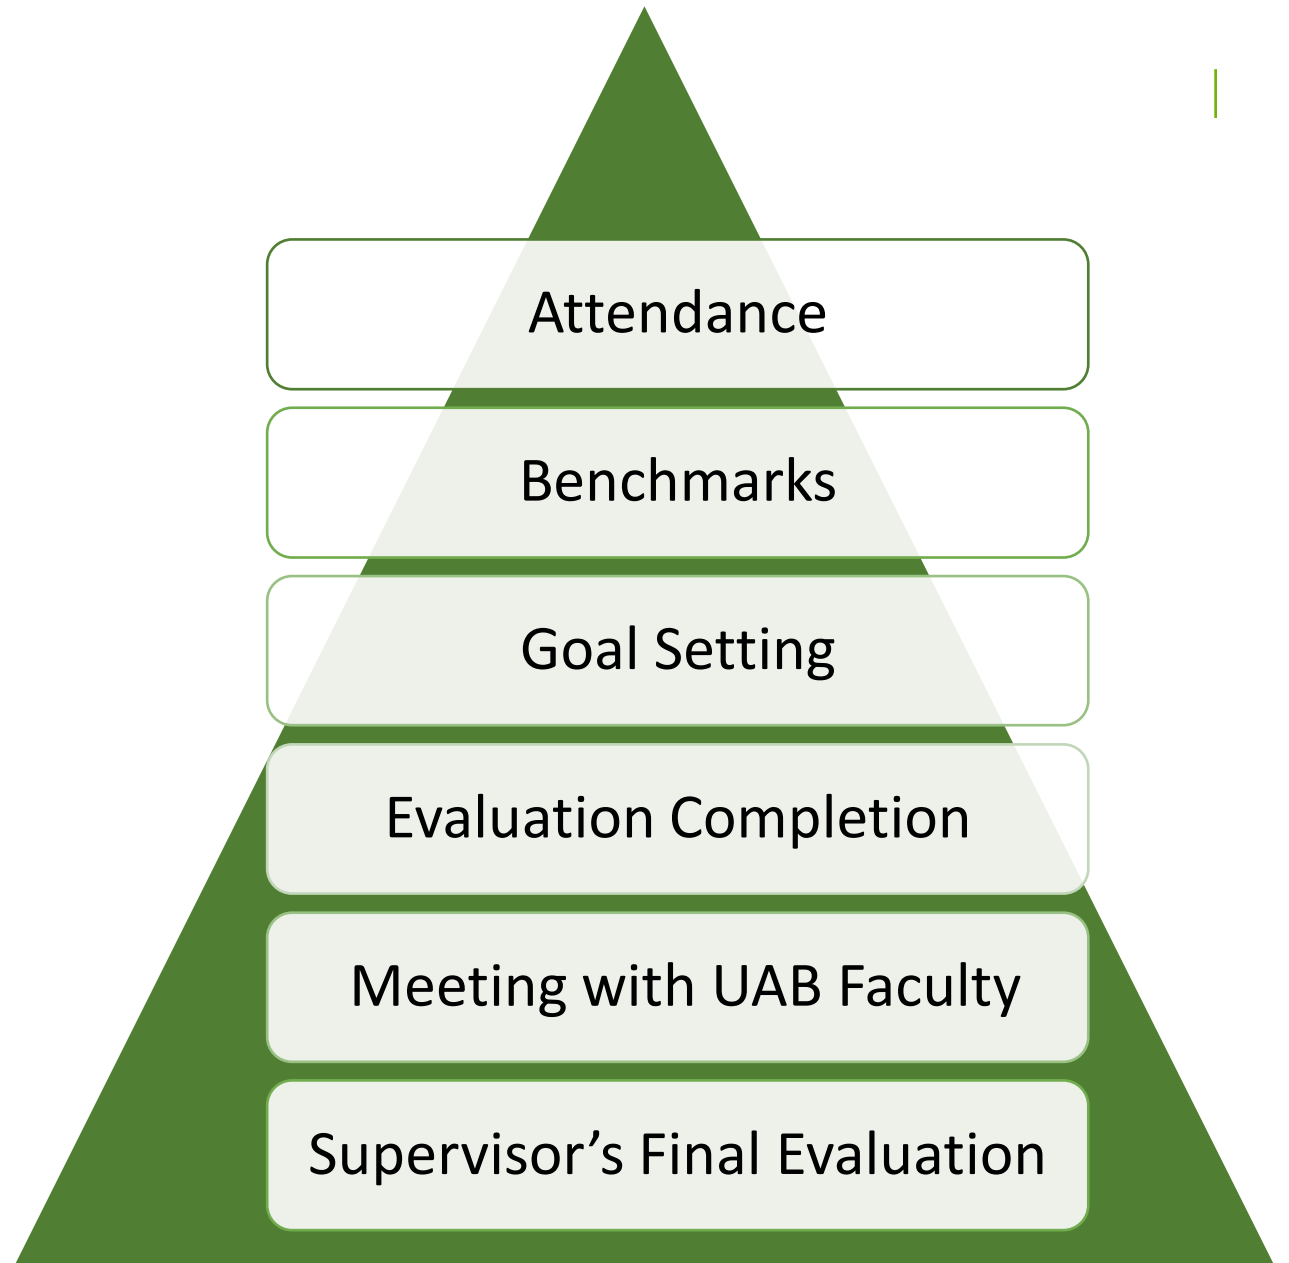 Attendance
Benchmarks
Goal Setting
Evaluation Completion
Meeting with UAB Faculty
Supervisor’s Final Evaluation